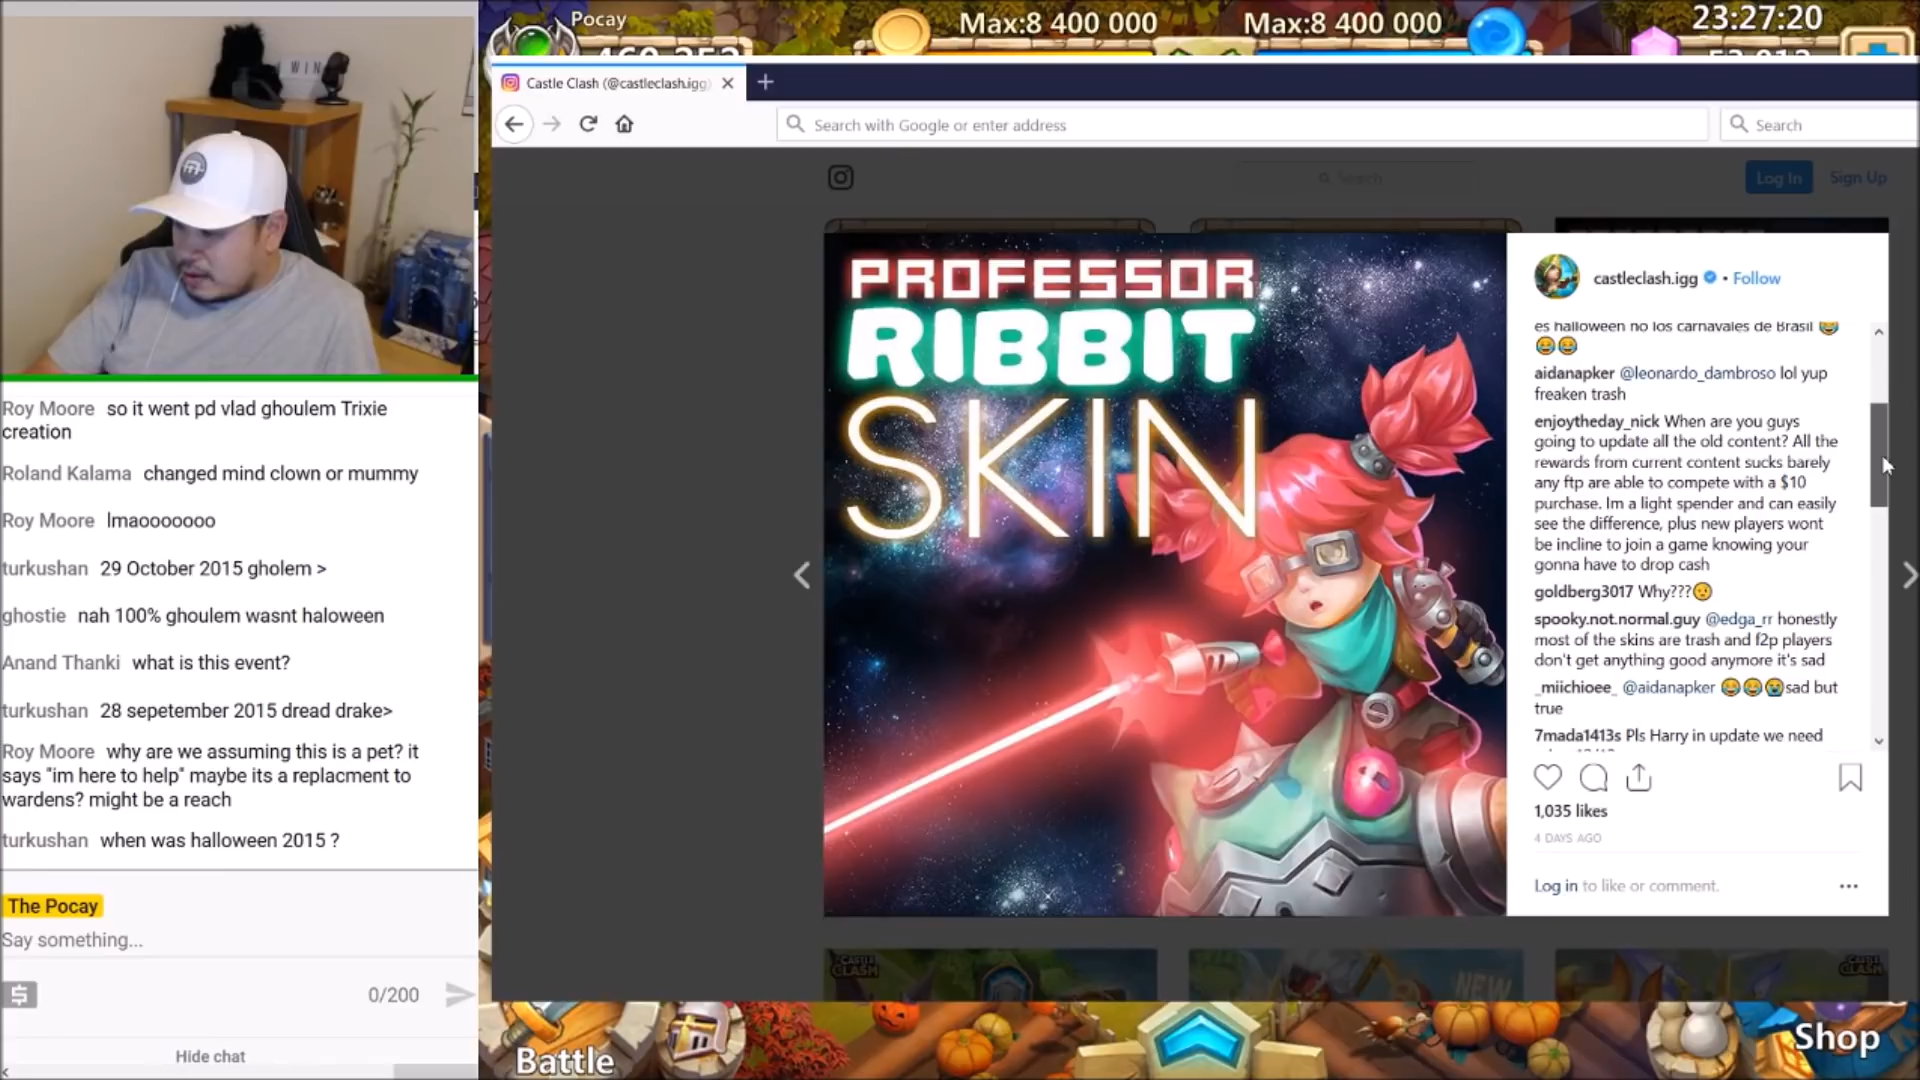 Pocay
Max:8 400 000
Max:8 400 000
23:27:20
WIN
Castle Clash (@castleclash.igg)
Search with Google or enter address
Search
Search
Log In
Sign Up
PROFESSOR
RIBBIT
SKIN
castleclash.igg • Follow
es halloween no los carnavales de Brasil 😂
😂😂
aidanapker @leonardo_dambroso lol yup
freaken trash
enjoytheday_nick When are you guys
going to update all the old content? All the
rewards from current content sucks barely
any ftp are able to compete with a $10
purchase. Im a light spender and can easily
see the difference, plus new players wont
be incline to join a game knowing your
gonna have to drop cash
goldberg3017 Why???😟
spooky.not.normal.guy @edga_rr honestly
most of the skins are trash and f2p players
don't get anything good anymore it's sad
_miichioee_ @aidanapker 😂😂😭sad but
true
7mada1413s Pls Harry in update we need
1,035 likes
4 DAYS AGO
Log in to like or comment.
Roy Moore so it went pd vlad ghoulem Trixie
creation
Roland Kalama changed mind clown or mummy
Roy Moore lmaooooooo
turkushan 29 October 2015 gholem >
ghostie nah 100% ghoulem wasnt haloween
Anand Thanki what is this event?
turkushan 28 sepetember 2015 dread drake>
Roy Moore why are we assuming this is a pet? it
says "im here to help" maybe its a replacment to
wardens? might be a reach
turkushan when was halloween 2015 ?
The Pocay
Say something...
0/200
Hide chat
CASTLE
CLASH
NEW
CASTLE
CLASH
Battle
Shop